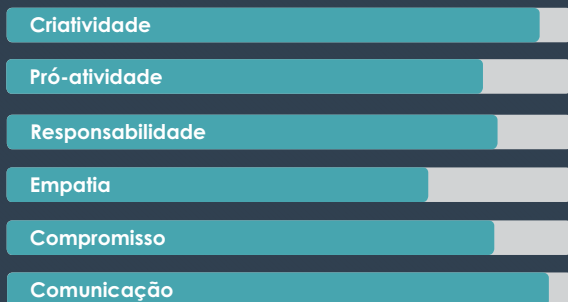 Criatividade
Pró-atividade
Responsabilidade
Empatia
Compromisso
Comunicação